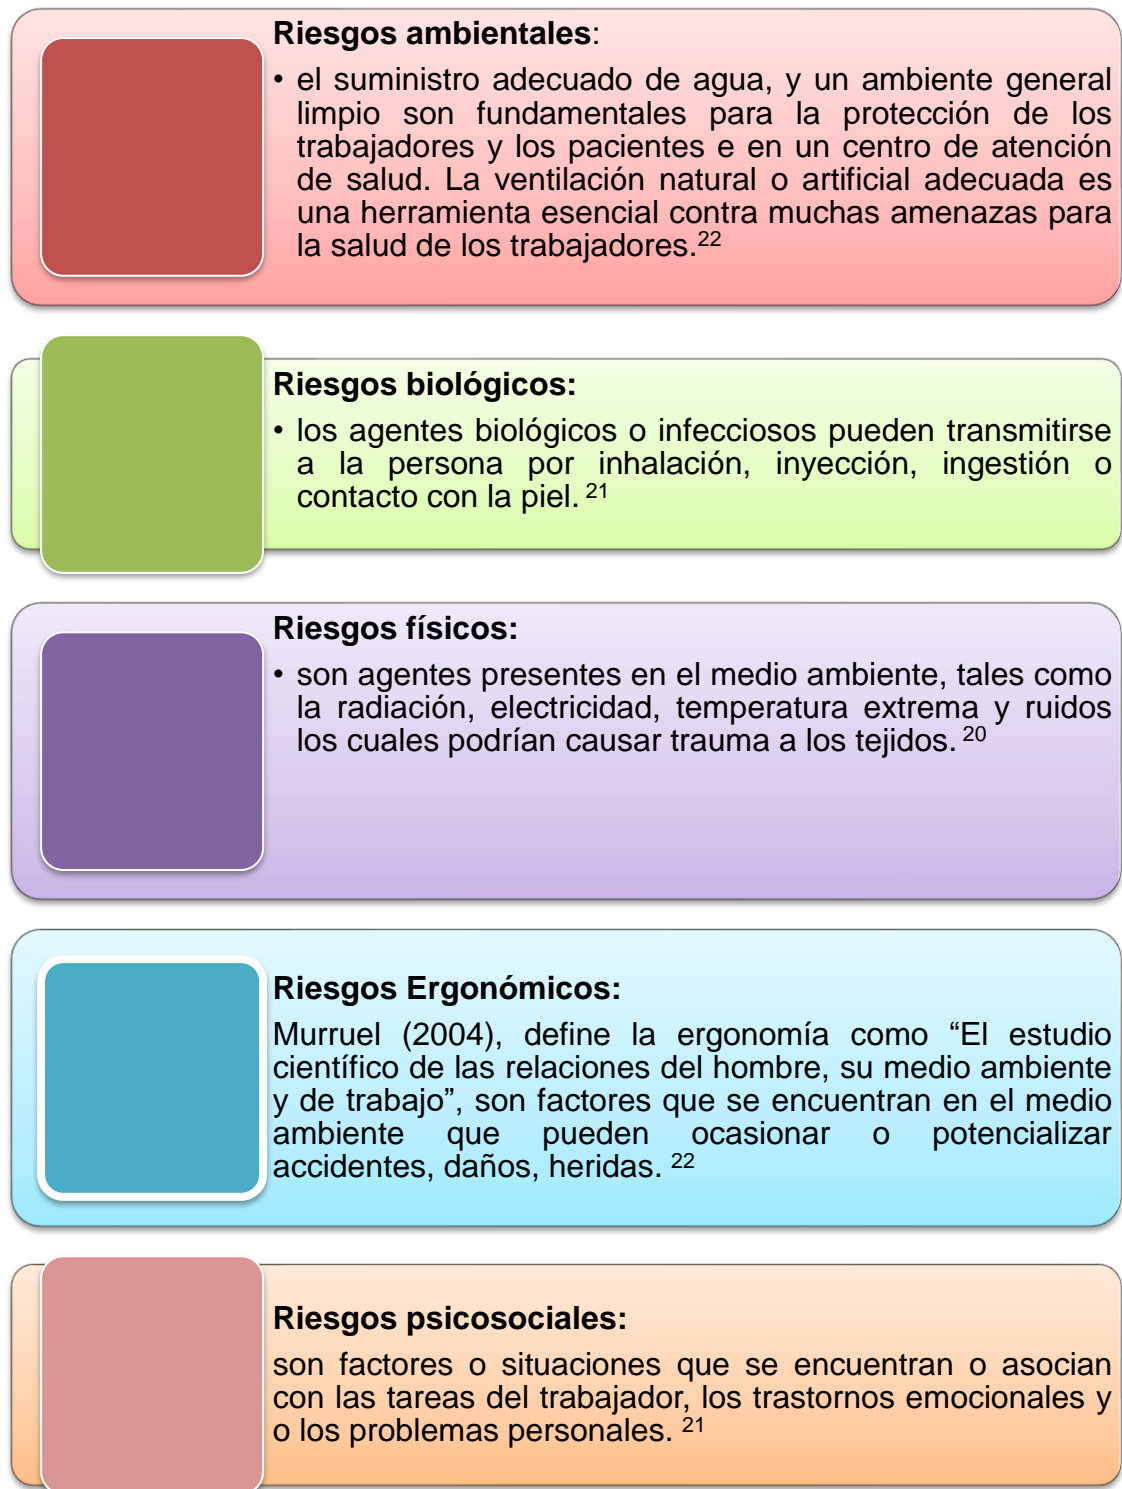 Riesgos ambientales:
• el suministro adecuado de agua, y un ambiente general
limpio son fundamentales para la protección de los
trabajadores y los pacientes e en un centro de atención
de salud. La ventilación natural o artificial adecuada es
una herramienta esencial contra muchas amenazas para
la salud de los trabajadores.22
Riesgos biológicos:
• los agentes biológicos o infecciosos pueden transmitirse
a la persona por inhalación, inyección, ingestión o
contacto con la piel. 21
Riesgos físicos:
• son agentes presentes en el medio ambiente, tales como
la radiación, electricidad, temperatura extrema y ruidos
los cuales podrían causar trauma a los tejidos. 20
Riesgos Ergonómicos:
Murruel (2004), define la ergonomía como “El estudio
científico de las relaciones del hombre, su medio ambiente
y de trabajo”, son factores que se encuentran en el medio
ambiente que pueden ocasionar o potencializar
accidentes, daños, heridas. 22
Riesgos psicosociales:
son factores o situaciones que se encuentran o asocian
con las tareas del trabajador, los trastornos emocionales y
o los problemas personales. 21